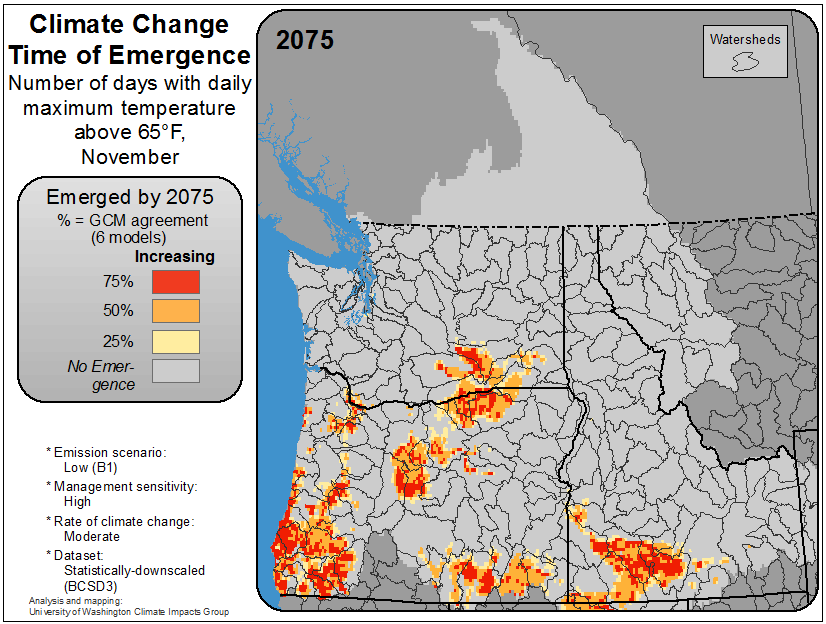 Climate Change
Time of Emergence
Number of days with daily
maximum temperature
above 65°F,
November
Emerged by 2075
% = GCM agreement
(6 models)
Increasing
75%
50%
25%
No Emer-
gence
* Emission scenario:
Low (B1)
* Management sensitivity:
High
* Rate of climate change:
Moderate
* Dataset:
Statistically-downscaled
(BCSD3)
Analysis and mapping:
University of Washington Climate Impacts Group
2075
Watersheds